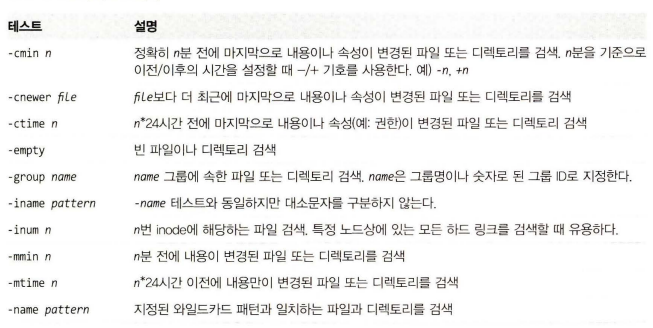 테스트 설명
-cmin n 정확히 n분 전에 마지막으로 내용이나 속성이 변경된 파일 또는 디렉토리를 검색. n분을 기준으로
이전/이후의 시간을 설정할 때 -/+ 기호를 사용한다. 예) -n, +n
-cnewer file file보다 더 최근에 마지막으로 내용이나 속성이 변경된 파일 또는 디렉토리를 검색
-ctime n n*24시간 전에 마지막으로 내용이나 속성(예: 권한)이 변경된 파일 또는 디렉토리 검색
-empty 빈 파일이나 디렉토리 검색
-group name name 그룹에 속한 파일 또는 디렉토리 검색. name은 그룹명이나 숫자로 된 그룹 ID로 지정한다.
-iname pattern -name 테스트와 동일하지만 대소문자를 구분하지 않는다.
-inum n n번 inode에 해당하는 파일 검색. 특정 노드상에 있는 모든 하드 링크를 검색할 때 유용하다.
-mmin n n분 전에 내용이 변경된 파일 또는 디렉토리를 검색
-mtime n n*24시간 이전에 내용만이 변경된 파일 또는 디렉토리를 검색
-name pattern 지정된 와일드카드 패턴과 일치하는 파일과 디렉토리를 검색